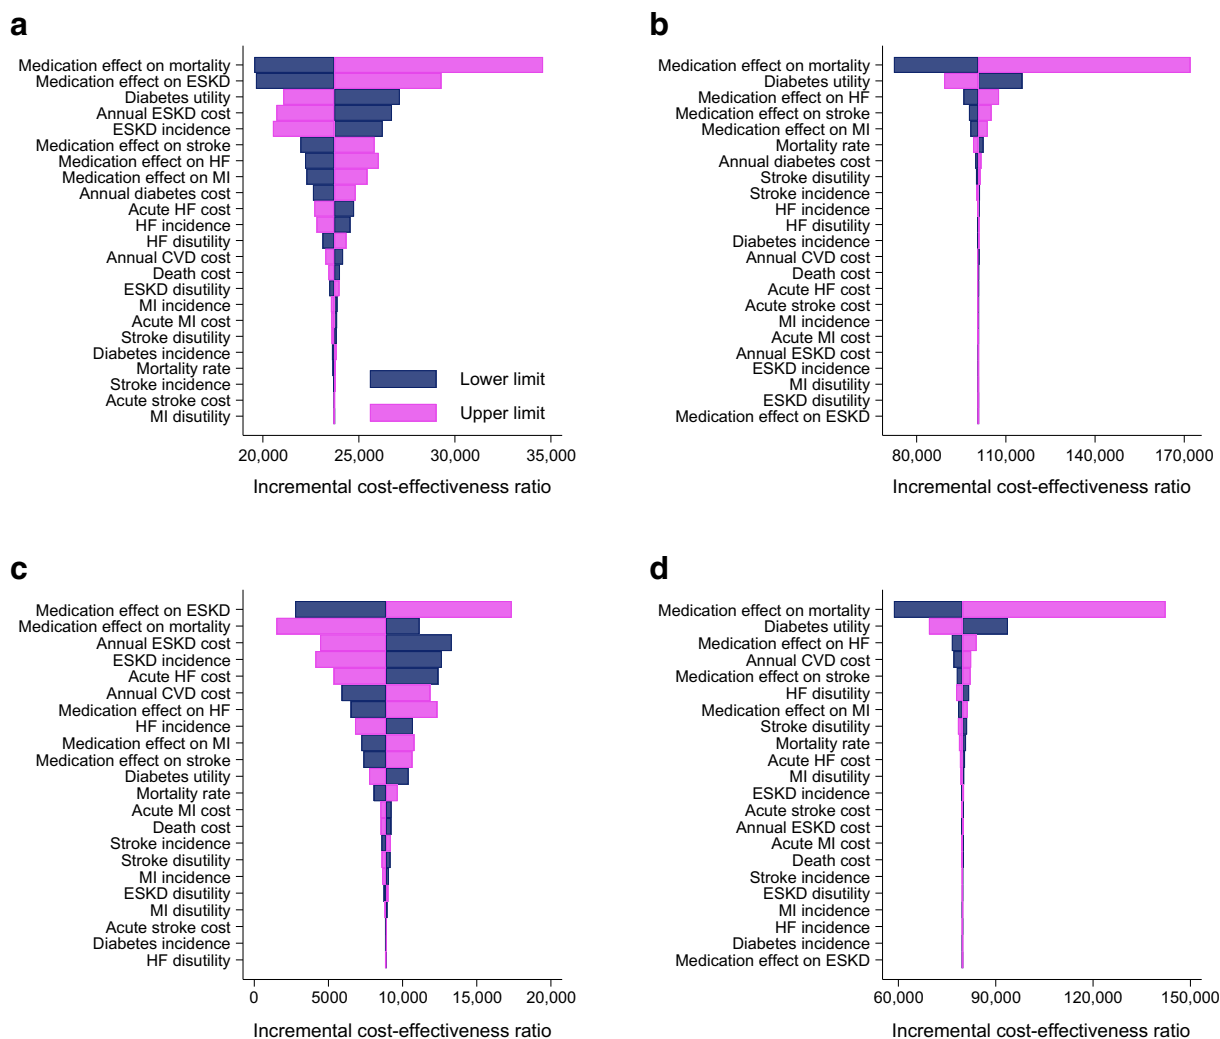 a
Medication effect on mortality
Medication effect on ESKD
Diabetes utility
Annual ESKD cost
ESKD incidence
Medication effect on stroke
Medication effect on HF
Medication effect on MI
Annual diabetes cost
Acute HF cost
HF incidence
HF disutility
Annual CVD cost
Death cost
ESKD disutility
MI incidence
Acute MI cost
Stroke disutility
Diabetes incidence
Mortality rate
Stroke incidence
Acute stroke cost
MI disutility
Lower limit
Upper limit
20,000 25,000 30,000 35,000
Incremental cost-effectiveness ratio
b
Medication effect on mortality
Diabetes utility
Medication effect on HF
Medication effect on stroke
Medication effect on MI
Mortality rate
Annual diabetes cost
Stroke disutility
Stroke incidence
HF incidence
HF disutility
Diabetes incidence
Annual CVD cost
Death cost
Acute HF cost
Acute stroke cost
MI incidence
Acute MI cost
Annual ESKD cost
ESKD incidence
MI disutility
ESKD disutility
Medication effect on ESKD
80,000 110,000 140,000 170,000
Incremental cost-effectiveness ratio
c
Medication effect on ESKD
Medication effect on mortality
Annual ESKD cost
ESKD incidence
Acute HF cost
Annual CVD cost
Medication effect on HF
HF incidence
Medication effect on MI
Medication effect on stroke
Diabetes utility
Mortality rate
Acute MI cost
Death cost
Stroke incidence
Stroke disutility
MI incidence
ESKD disutility
MI disutility
Acute stroke cost
Diabetes incidence
HF disutility
0 5000 10,000 15,000 20,000
Incremental cost-effectiveness ratio
d
Medication effect on mortality
Diabetes utility
Medication effect on HF
Annual CVD cost
Medication effect on stroke
HF disutility
Medication effect on MI
Stroke disutility
Mortality rate
Acute HF cost
MI disutility
ESKD incidence
Acute stroke cost
Annual ESKD cost
Acute MI cost
Death cost
Stroke incidence
ESKD disutility
MI incidence
HF incidence
Diabetes incidence
Medication effect on ESKD
60,000 90,000 120,000 150,000
Incremental cost-effectiveness ratio